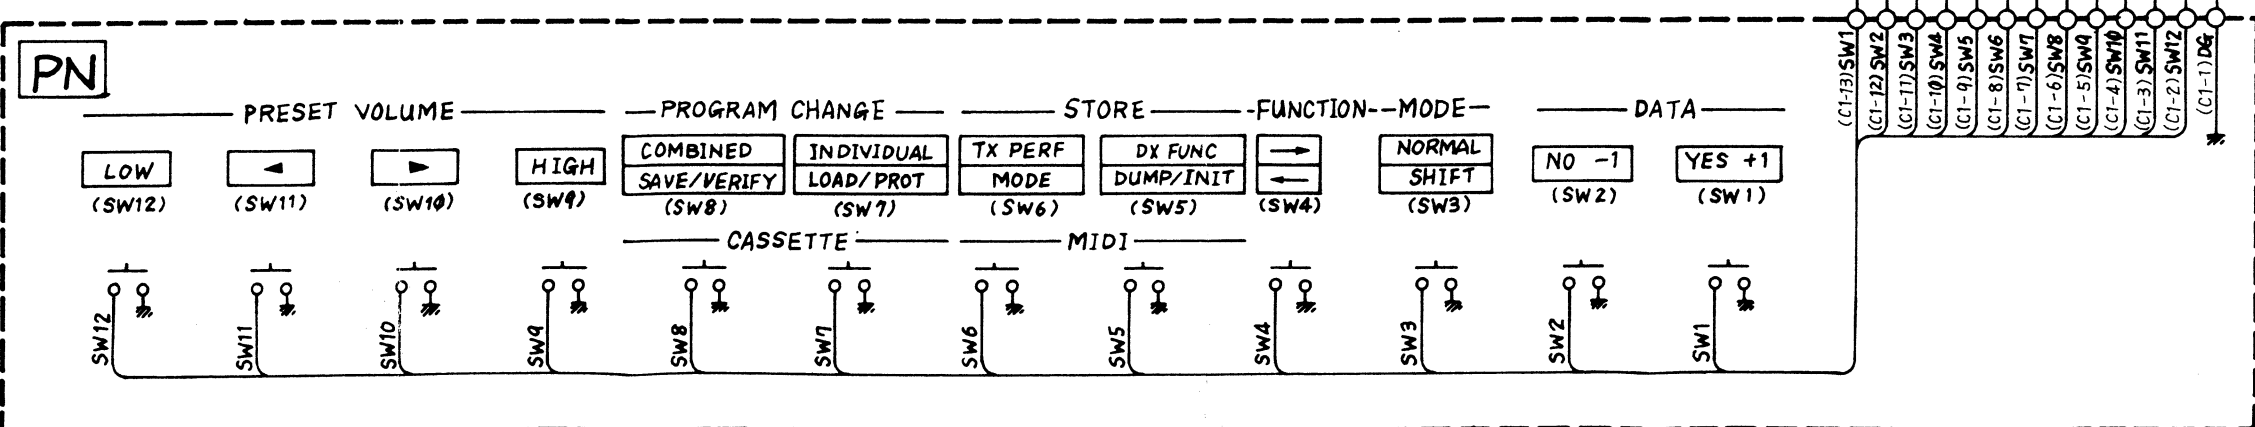 PN
PRESET VOLUME
PROGRAM CHANGE
STORE
FUNCTION
MODE
DATA
LOW
(SW12)
◄
(SW11)
►
(SW10)
HIGH
(SW9)
COMBINED
SAVE/VERIFY
(SW8)
INDIVIDUAL
LOAD/PROT
(SW7)
TX PERF
MODE
(SW6)
DX FUNC
DUMP/INIT
(SW5)
→
←
(SW4)
NORMAL
SHIFT
(SW3)
NO -1
(SW2)
YES +1
(SW1)
CASSETTE
MIDI
SW12
SW11
SW10
SW9
SW8
SW7
SW6
SW5
SW4
SW3
SW2
SW1
(C1-13)SW1
(C1-12)SW2
(C1-11)SW3
(C1-10)SW4
(C1-9)SW5
(C1-8)SW6
(C1-7)SW7
(C1-6)SW8
(C1-5)SW9
(C1-4)SW10
(C1-3)SW11
(C1-2)SW12
(C1-1)DG